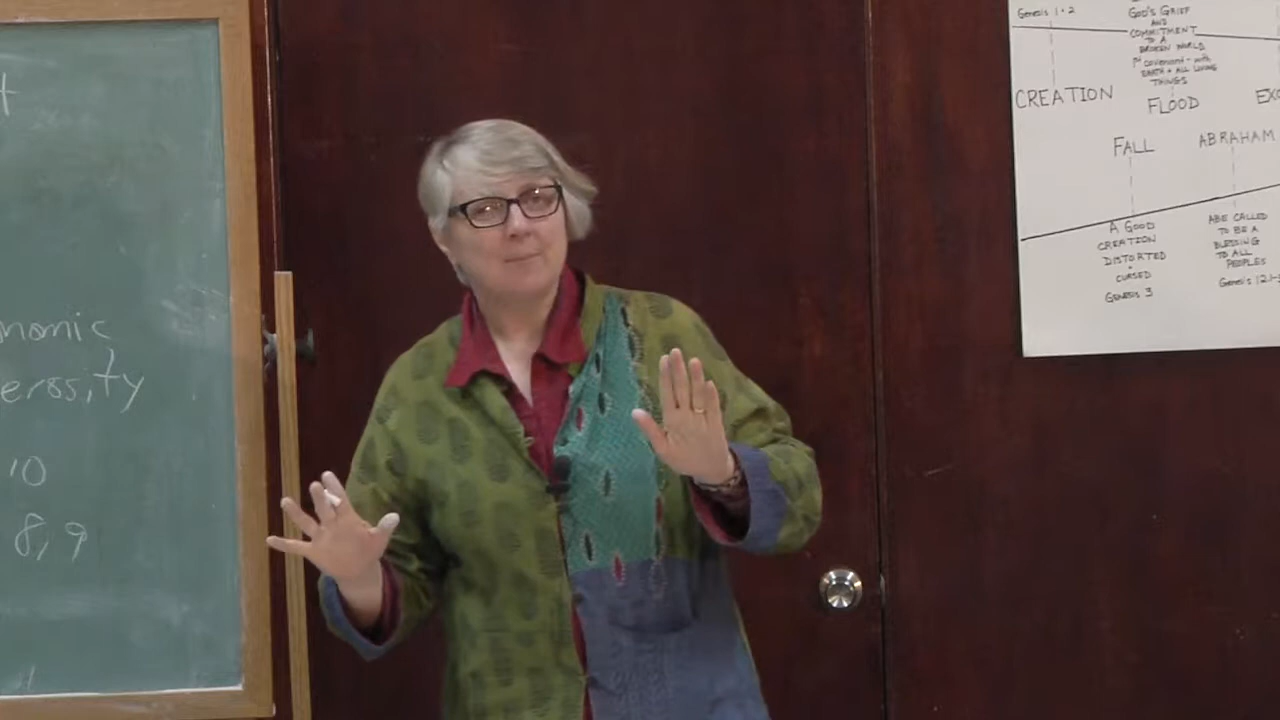 nomic
erosity
10
8, 9
Genesis 1+2
GOD'S GRIEF
AND
COMMITMENT
TO A
BROKEN WORLD
1st COVENANT - with
EARTH + ALL LIVING
THINGS
CREATION
FLOOD
EXO
FALL
ABRAHAM
A GOOD
CREATION
DISTORTED
+
CURSED
GENESIS 3
ABE CALLED
TO BE A
BLESSING
TO ALL
PEOPLES
Genesis 12:1-